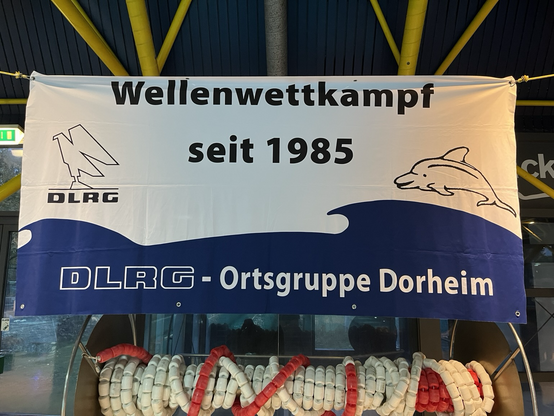 Wellenwettkampf
seit 1985
DLRG
DLRG - Ortsgruppe Dorheim